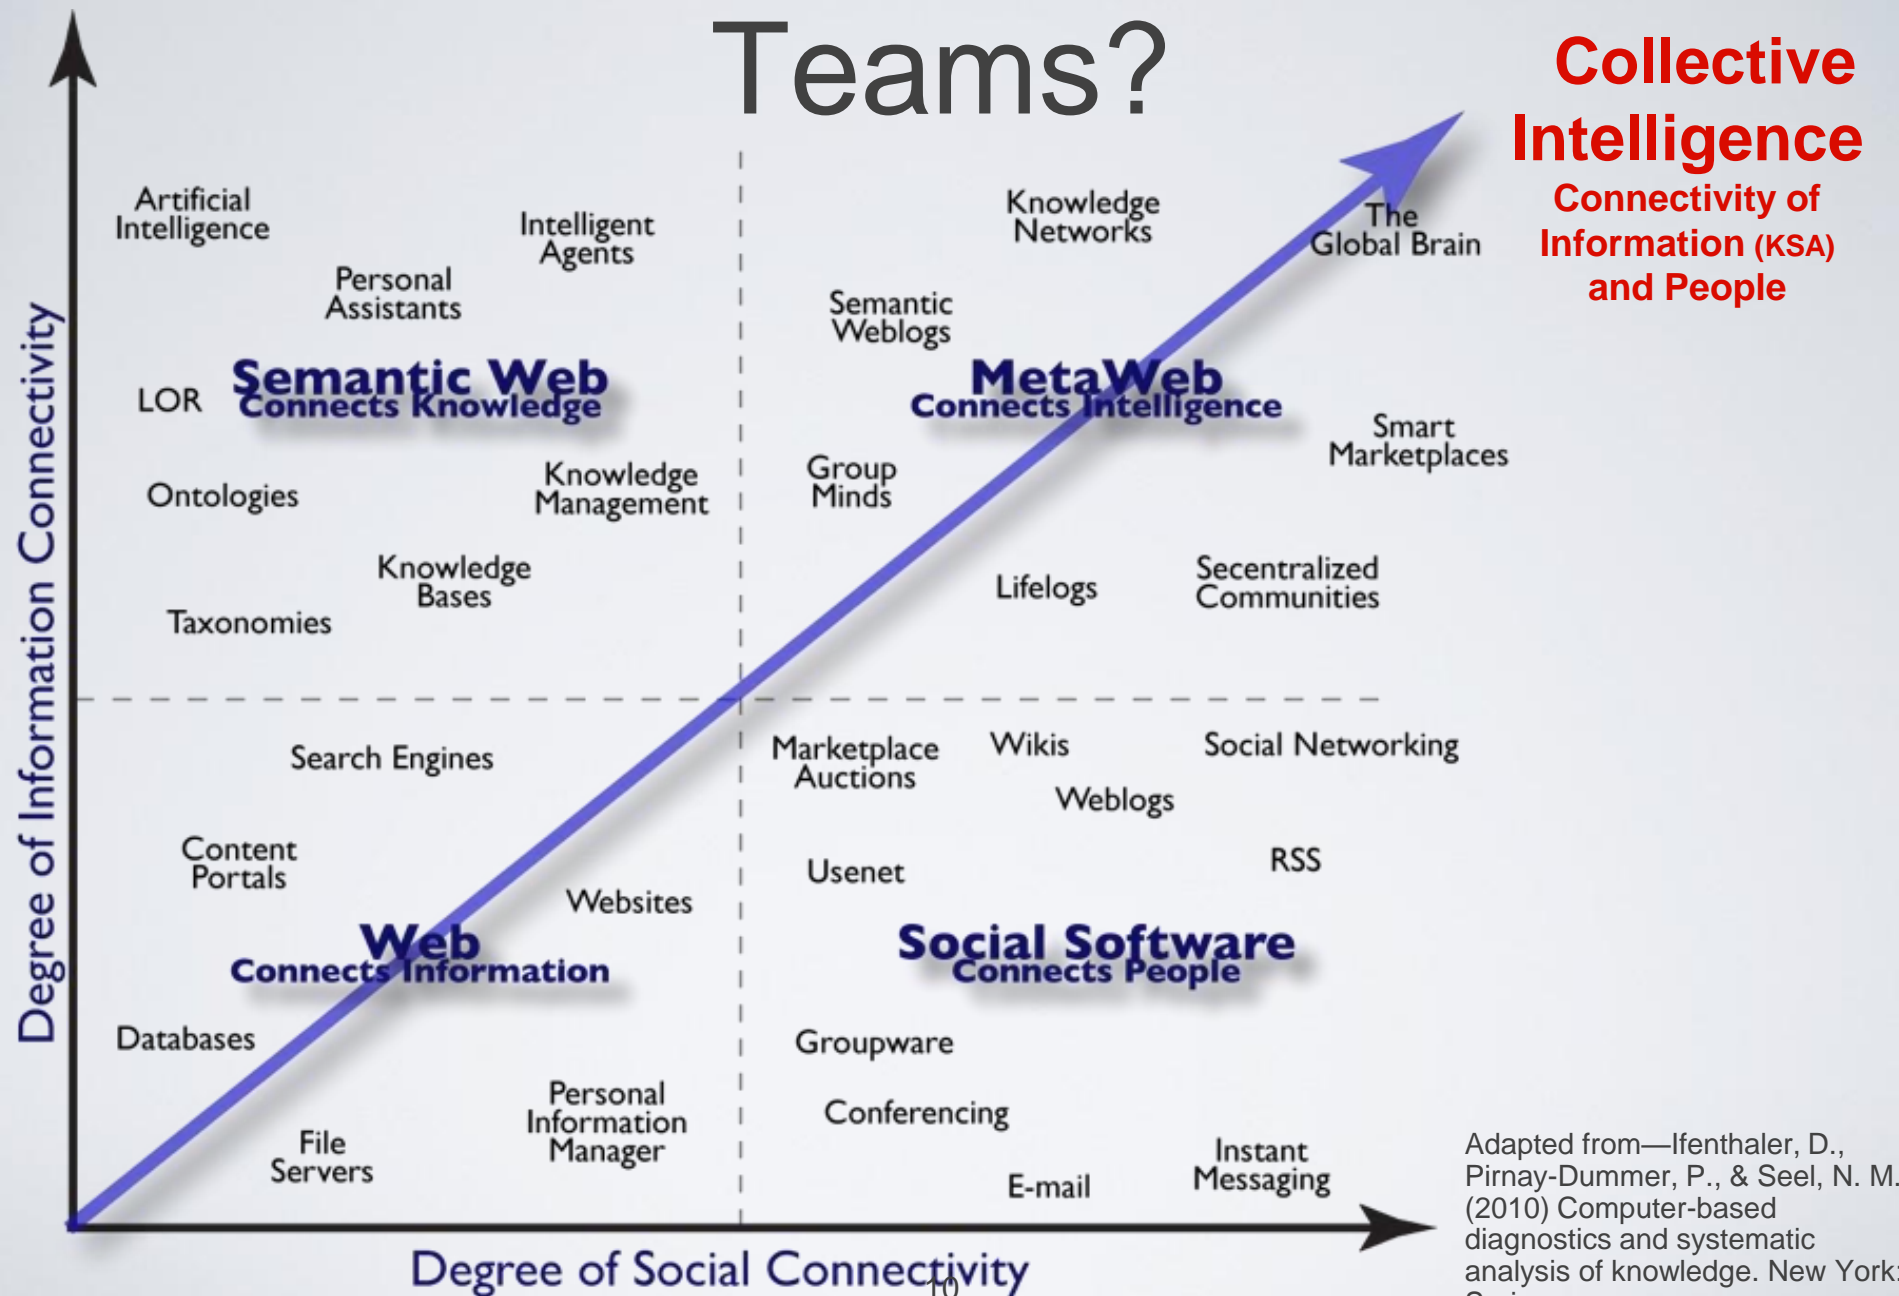 Teams?
Collective
Intelligence
Connectivity of
Information (KSA)
and People
Degree of Information Connectivity
Artificial
Intelligence
Intelligent
Agents
Personal
Assistants
LOR
Semantic Web
Connects Knowledge
Ontologies
Knowledge
Management
Knowledge
Bases
Taxonomies
Knowledge
Networks
The
Global Brain
Semantic
Weblogs
MetaWeb
Connects Intelligence
Smart
Marketplaces
Group
Minds
Lifelogs
Secentralized
Communities
Search Engines
Content
Portals
Websites
Web
Connects Information
Databases
Personal
Information
Manager
File
Servers
Marketplace
Auctions
Wikis
Social Networking
Weblogs
Usenet
RSS
Social Software
Connects People
Groupware
Conferencing
Instant
Messaging
E-mail
Degree of Social Connectivity
10
Adapted from—Ifenthaler, D.,
Pirnay-Dummer, P., & Seel, N. M.
(2010) Computer-based
diagnostics and systematic
analysis of knowledge. New York: